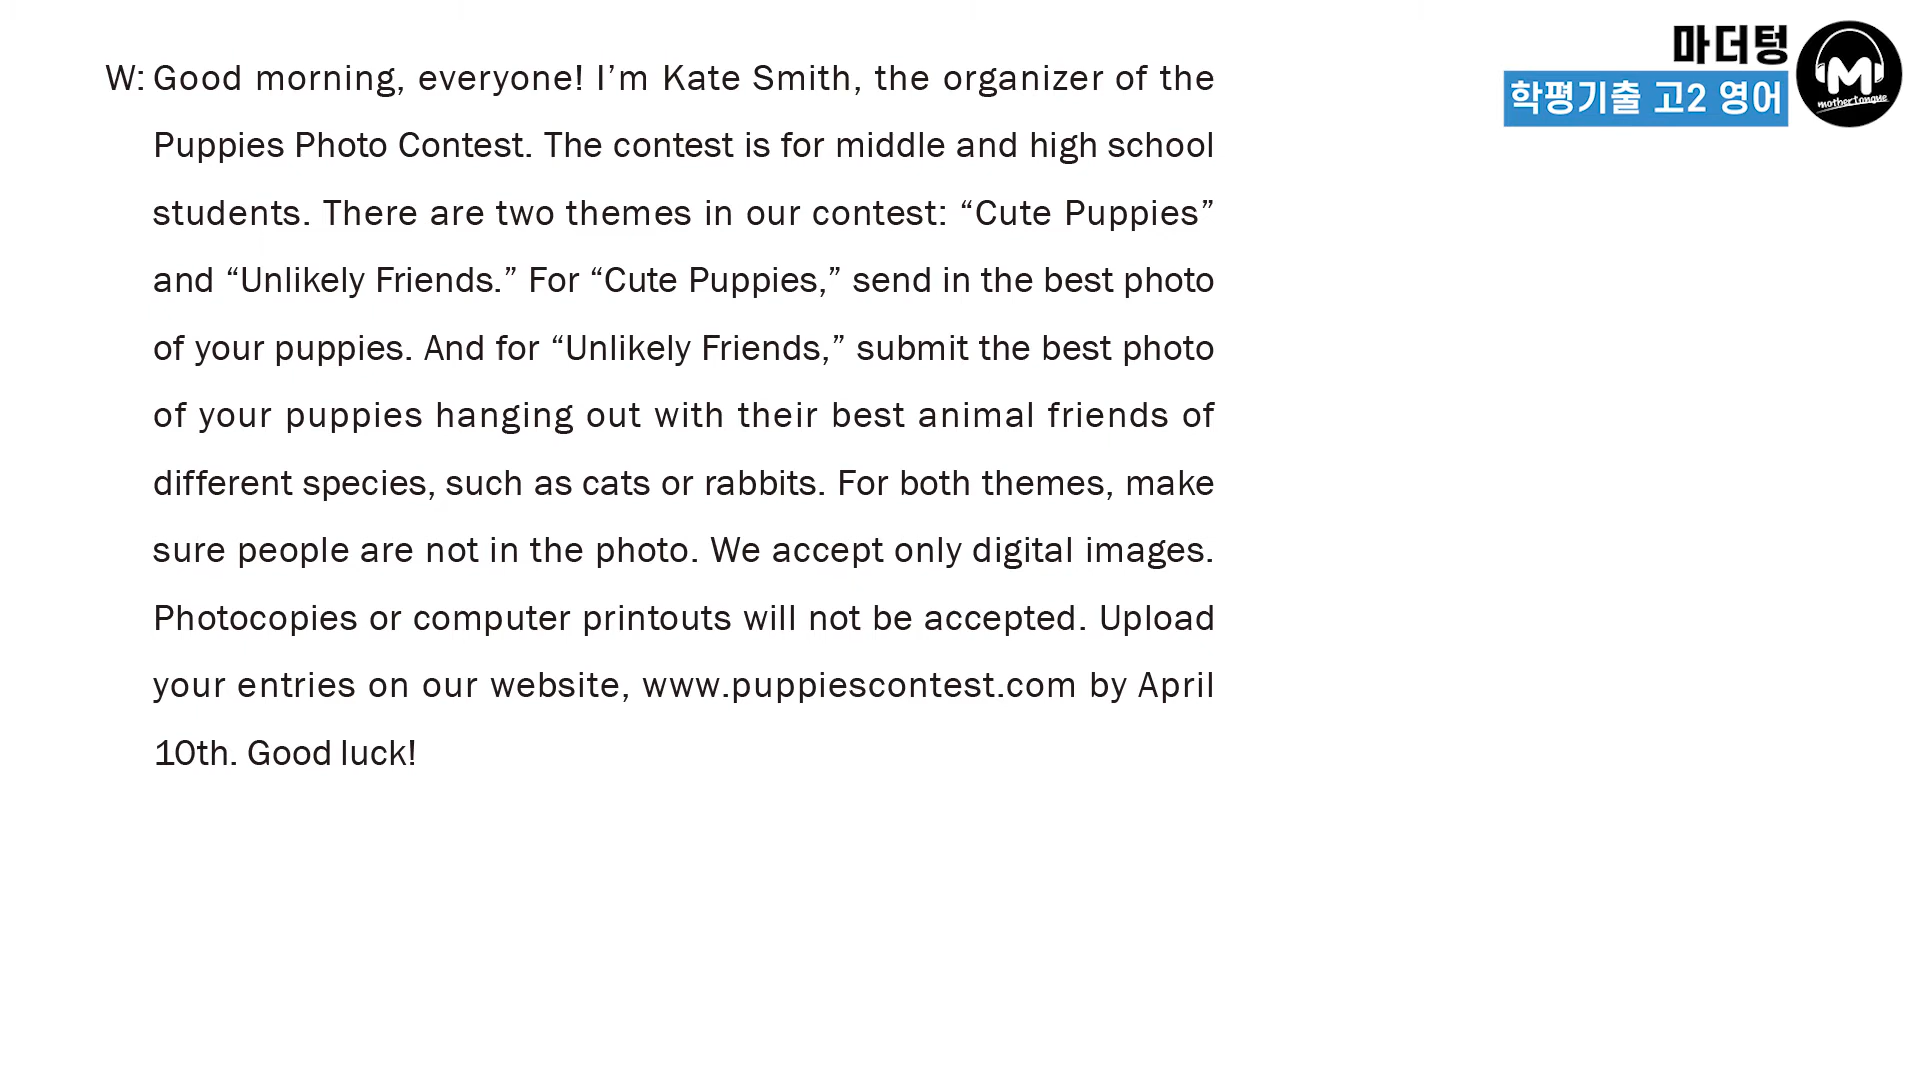 W: Good morning, everyone! I’m Kate Smith, the organizer of the
Puppies Photo Contest. The contest is for middle and high school
students. There are two themes in our contest: “Cute Puppies”
and “Unlikely Friends.” For “Cute Puppies,” send in the best photo
of your puppies. And for “Unlikely Friends,” submit the best photo
of your puppies hanging out with their best animal friends of
different species, such as cats or rabbits. For both themes, make
sure people are not in the photo. We accept only digital images.
Photocopies or computer printouts will not be accepted. Upload
your entries on our website, www.puppiescontest.com by April
10th. Good luck!
마더텅
학평기출 고2 영어
M
mothertongue